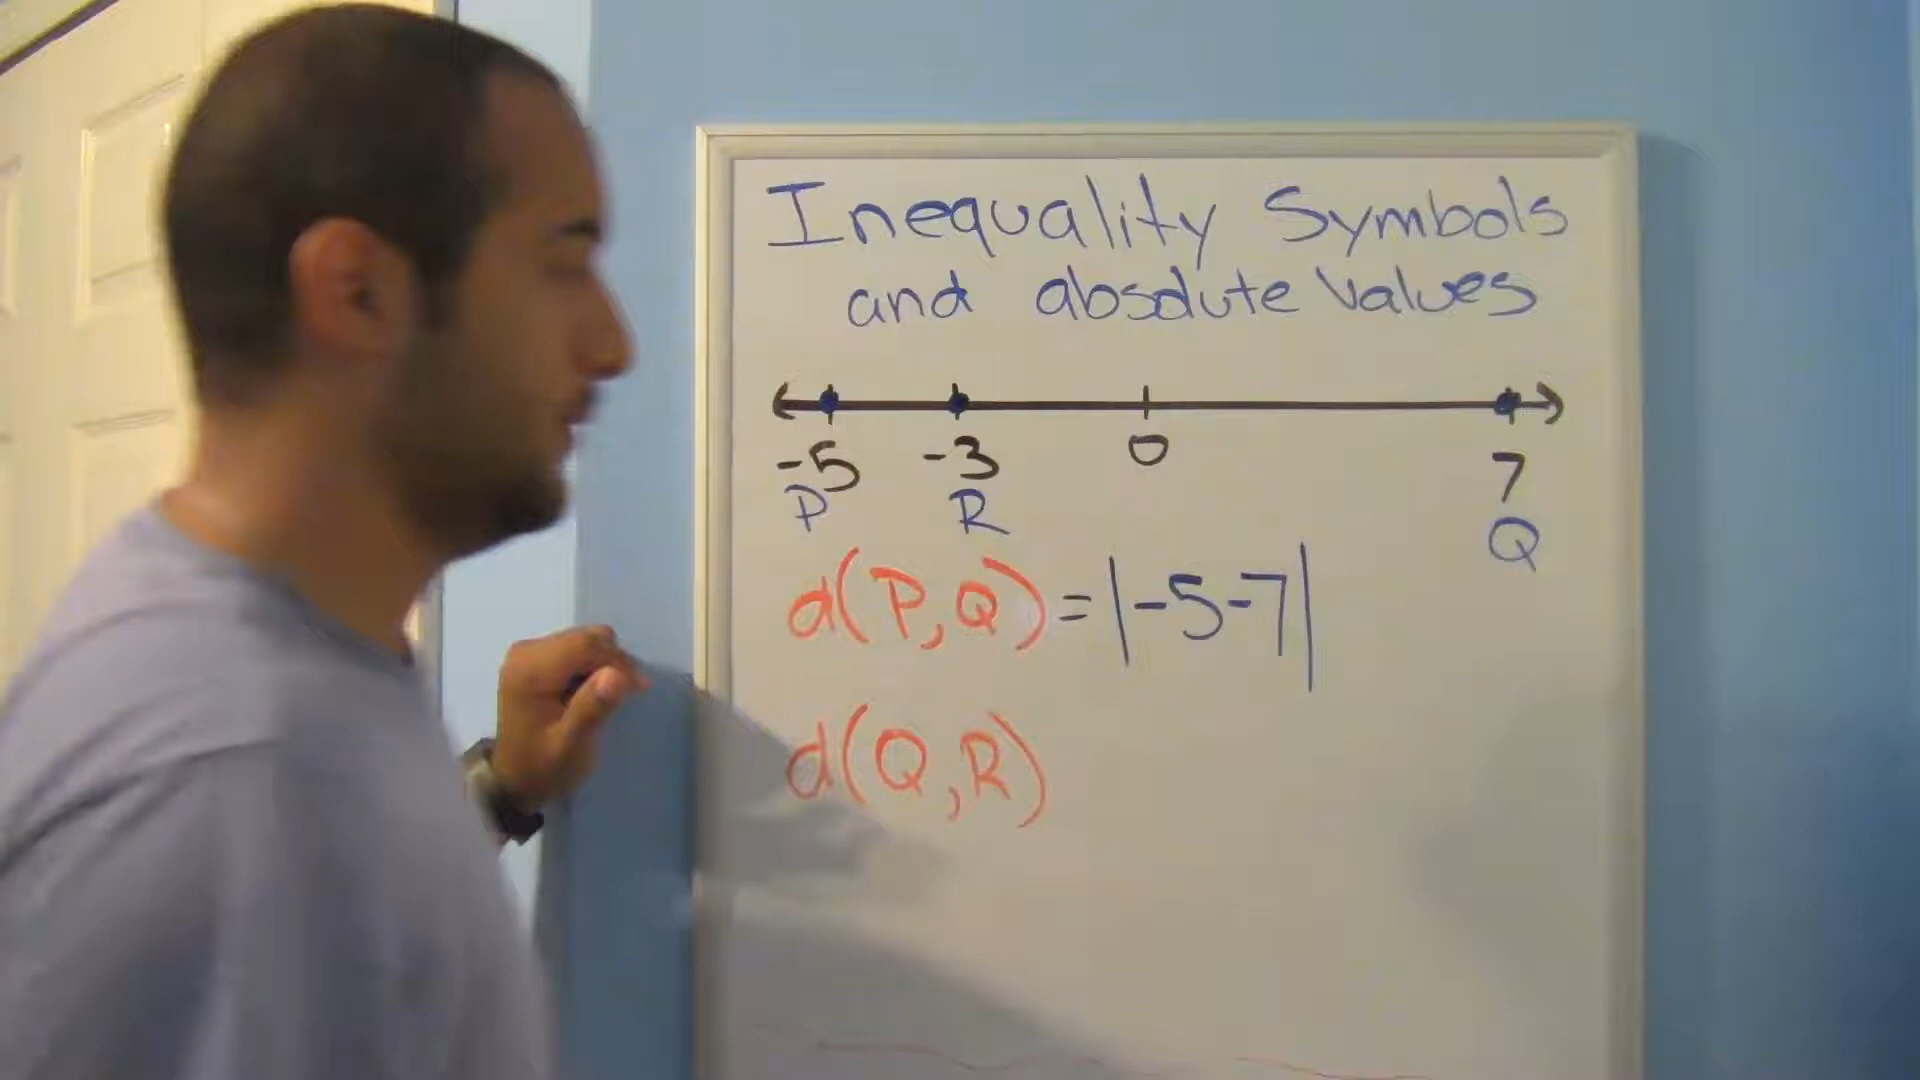 Inequality Symbols
and absolute Values
-5 -3 0 7
P R Q
d(P,Q) = |-5-7|
d(Q,R)